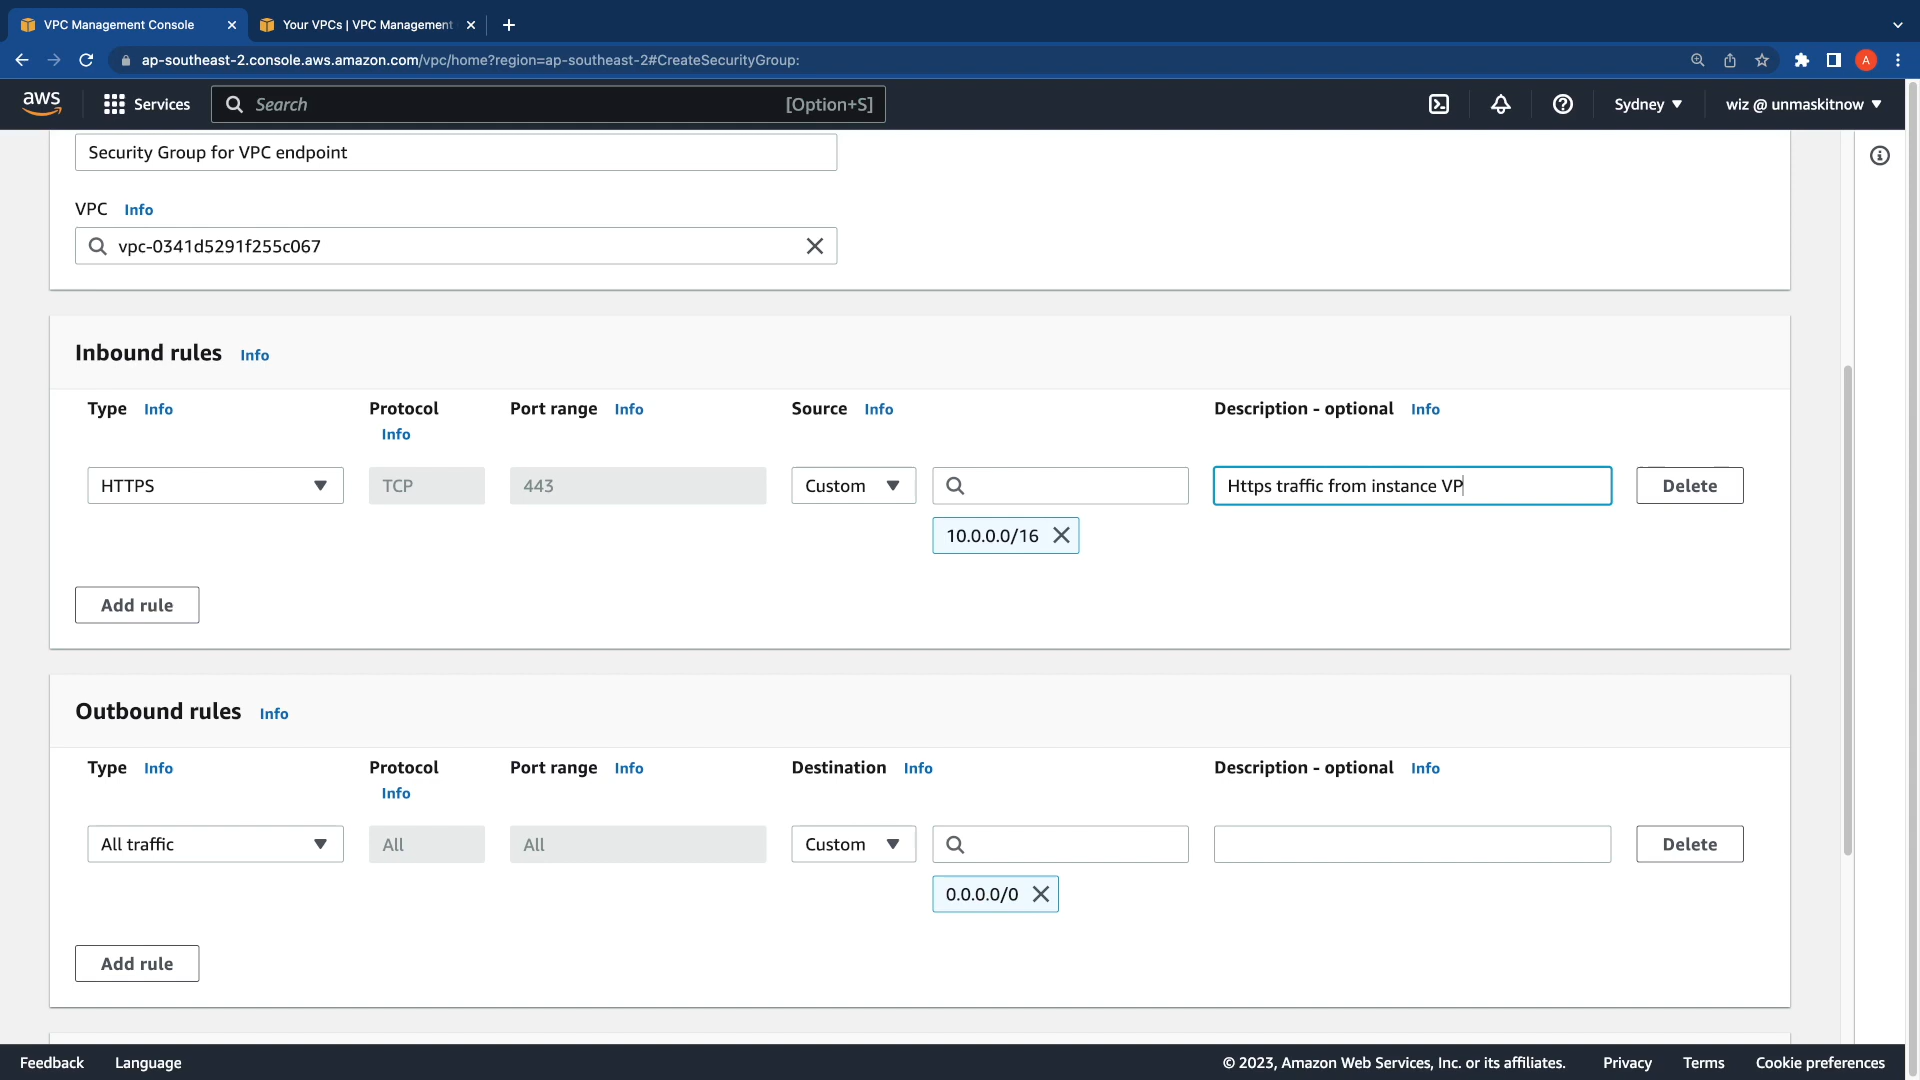 VPC Management Console
Your VPCs | VPC Management
ap-southeast-2.console.aws.amazon.com/vpc/home?region=ap-southeast-2#CreateSecurityGroup:
A
aws
Services
Search
[Option+S]
Sydney
wiz @ unmaskitnow
Security Group for VPC endpoint
VPC Info
vpc-0341d5291f255c067
Inbound rules Info
Type Info
Protocol Info
Port range Info
Source Info
Description - optional Info
HTTPS
TCP
443
Custom
Https traffic from instance VP
Delete
10.0.0.0/16
Add rule
Outbound rules Info
Type Info
Protocol Info
Port range Info
Destination Info
Description - optional Info
All traffic
All
All
Custom
Delete
0.0.0.0/0
Add rule
Feedback
Language
© 2023, Amazon Web Services, Inc. or its affiliates.
Privacy
Terms
Cookie preferences